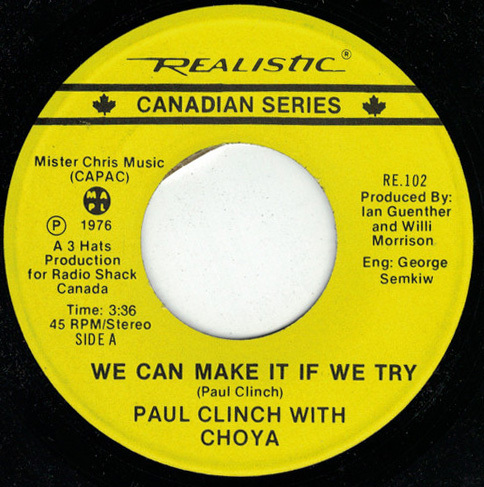 REALISTIC®
CANADIAN SERIES
Mister Chris Music
(CAPAC)
MA
PL
Ⓟ 1976
A 3 Hats
Production
for Radio Shack
Canada
Time: 3:36
45 RPM/Stereo
SIDE A
RE.102
Produced By:
Ian Guenther
and Willi
Morrison
Eng: George
Semkiw
WE CAN MAKE IT IF WE TRY
(Paul Clinch)
PAUL CLINCH WITH
CHOYA